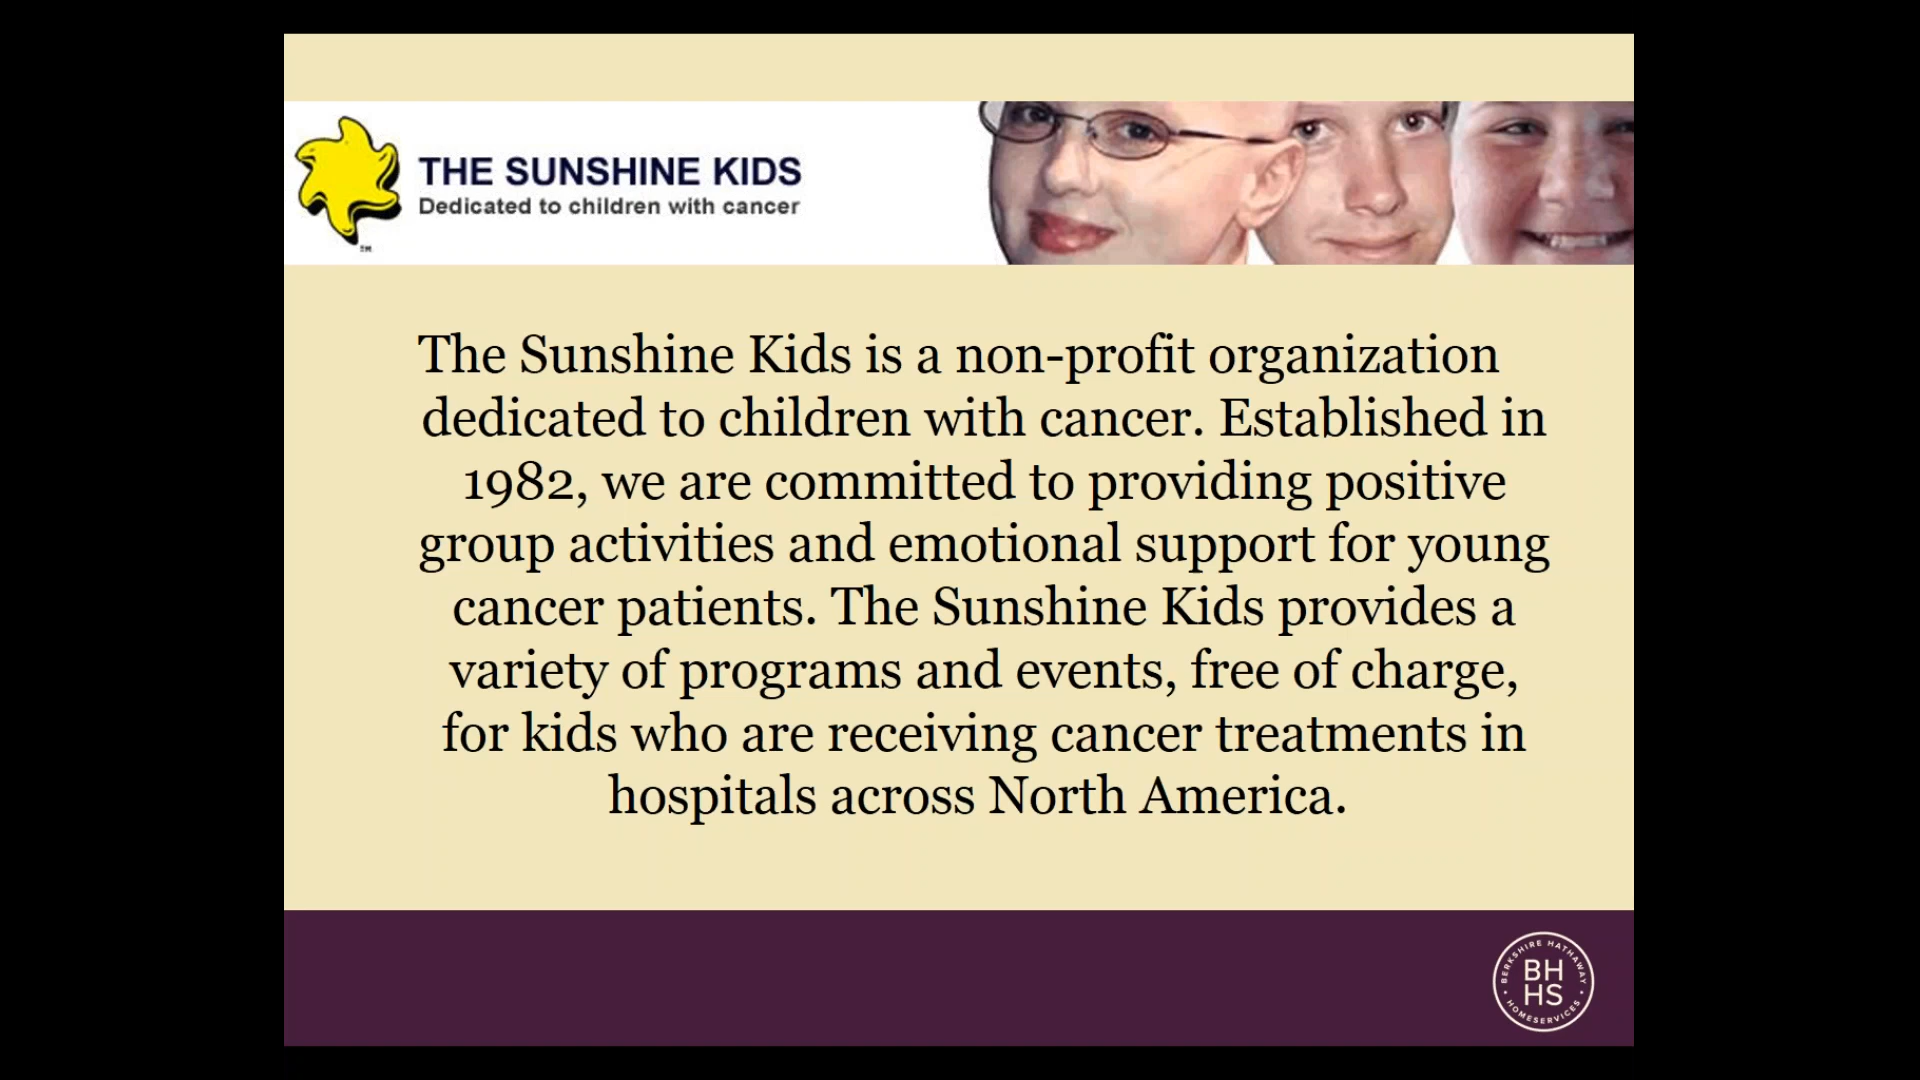 THE SUNSHINE KIDS
Dedicated to children with cancer
TM
The Sunshine Kids is a non-profit organization
dedicated to children with cancer. Established in
1982, we are committed to providing positive
group activities and emotional support for young
cancer patients. The Sunshine Kids provides a
variety of programs and events, free of charge,
for kids who are receiving cancer treatments in
hospitals across North America.
BERKSHIRE HATHAWAY
BH
HS
HOMESERVICES